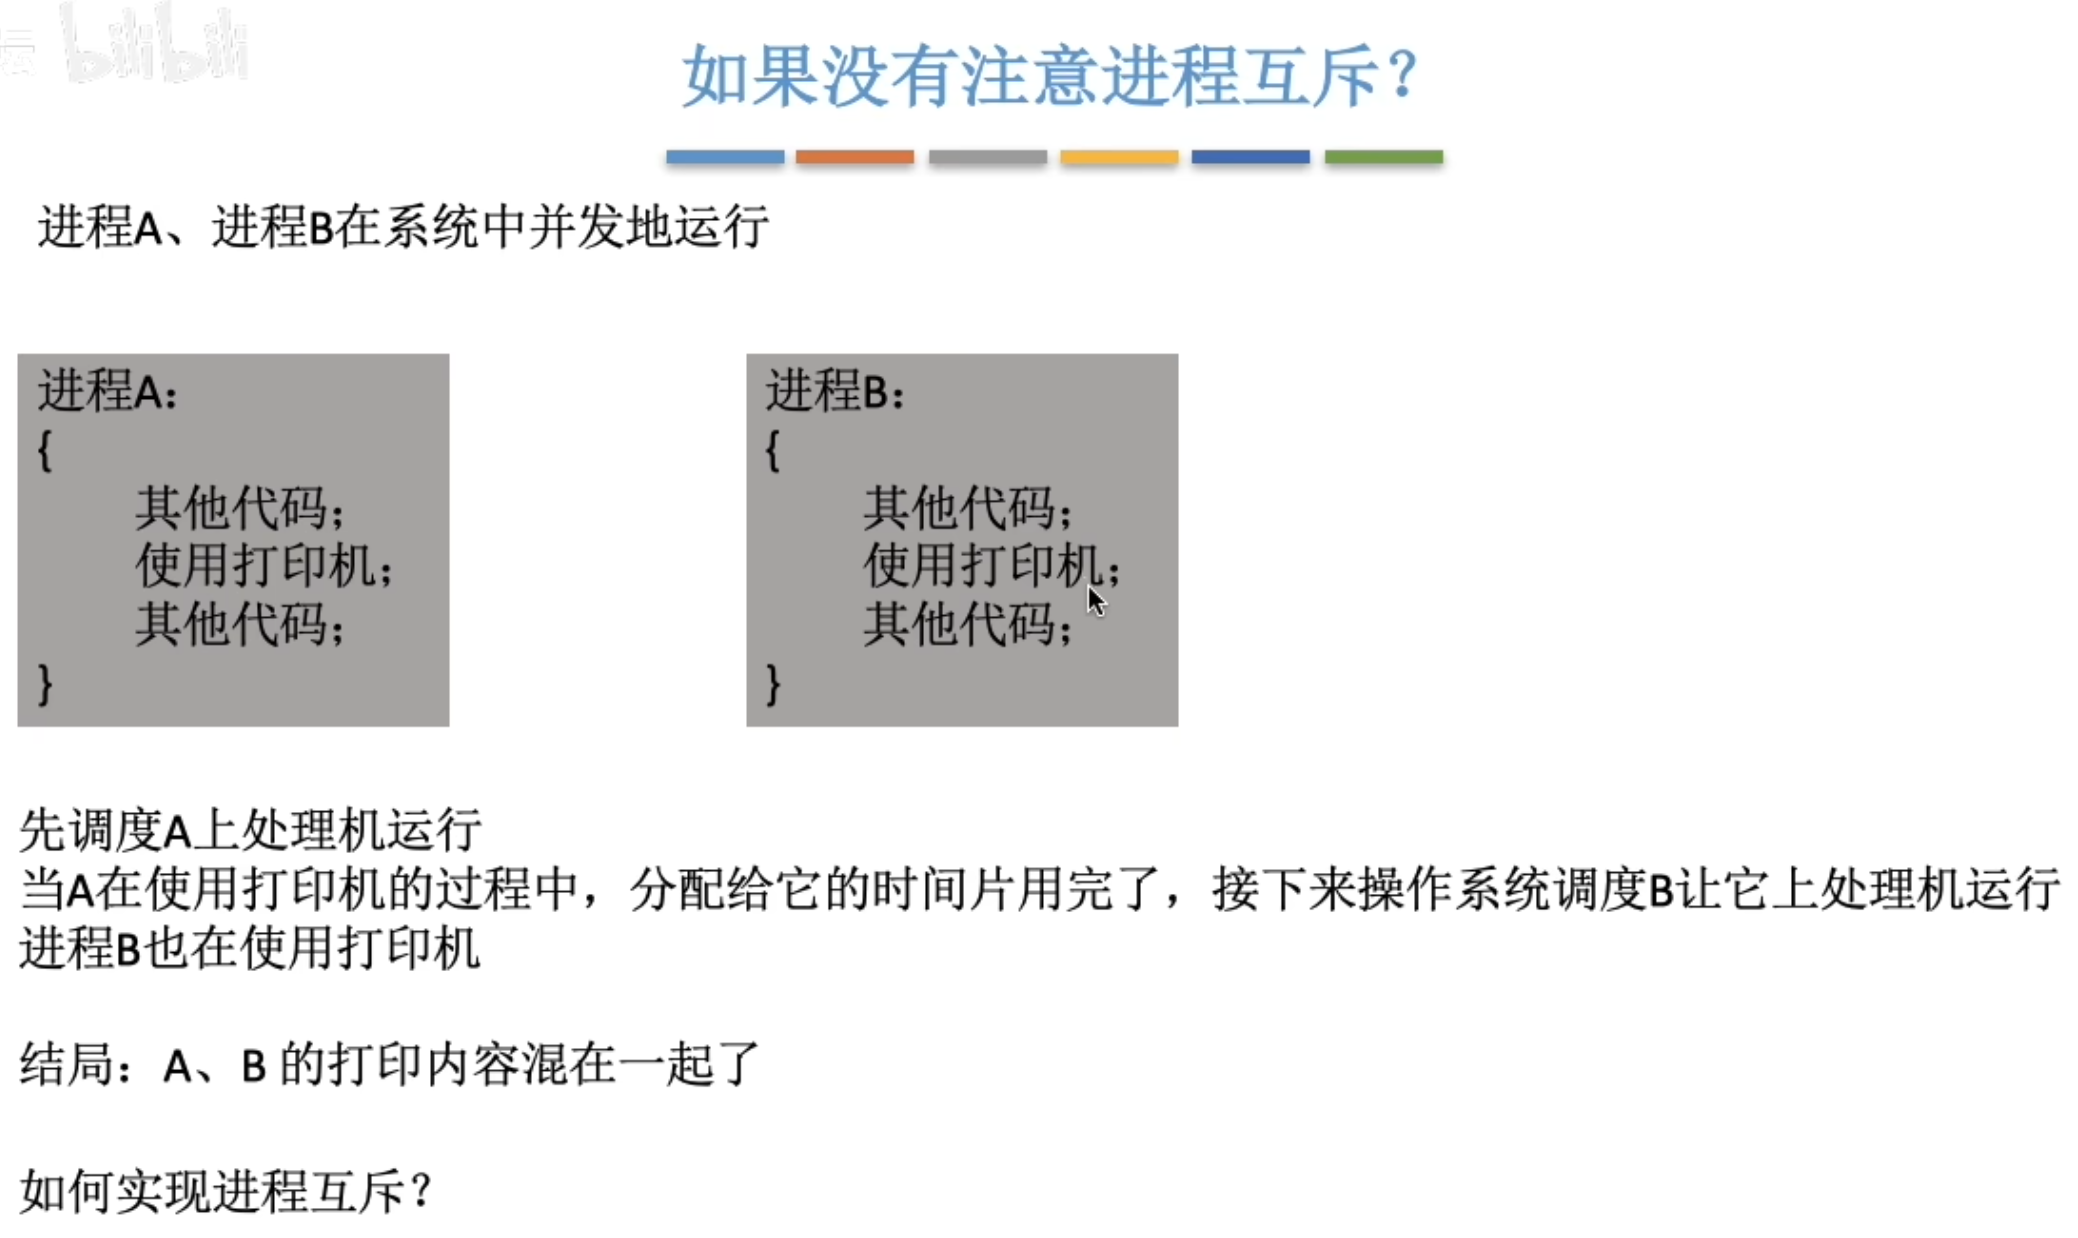 bilibili
如果没有注意进程互斥？
进程A、进程B在系统中并发地运行
进程A：
{
其他代码；
使用打印机；
其他代码；
}
进程B：
{
其他代码；
使用打印机；
其他代码；
}
先调度A上处理机运行
当A在使用打印机的过程中，分配给它的时间片用完了，接下来操作系统调度B让它上处理机运行
进程B也在使用打印机
结局：A、B 的打印内容混在一起了
如何实现进程互斥？